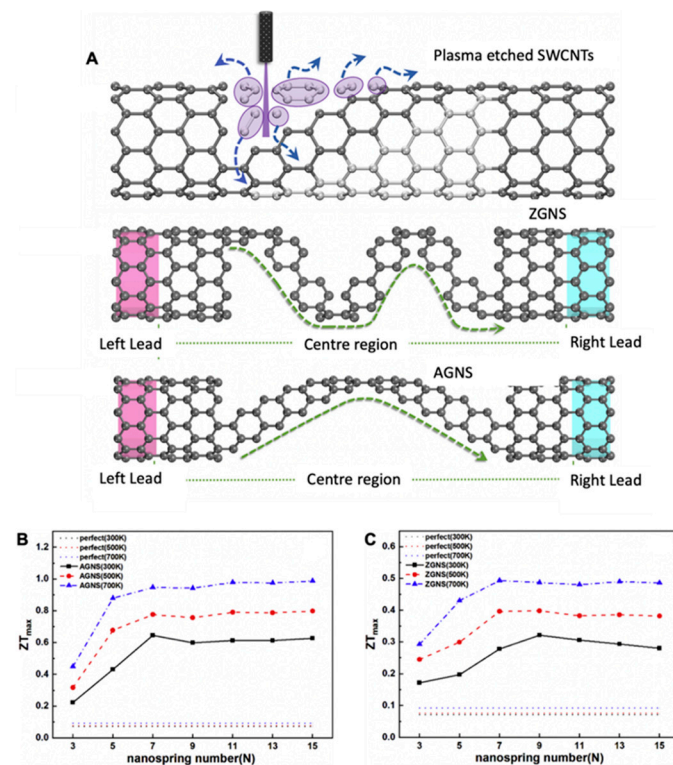 A
Plasma etched SWCNTs
ZGNS
Left Lead
Centre region
Right Lead
AGNS
Left Lead
Centre region
Right Lead
B
perfect(300K)
perfect(500K)
perfect(700K)
AGNS(300K)
AGNS(500K)
AGNS(700K)
ZTmax
1.2
1.0
0.8
0.6
0.4
0.2
0.0
3 5 7 9 11 13 15
nanospring number(N)
C
perfect(300K)
perfect(500K)
perfect(700K)
ZGNS(300K)
ZGNS(500K)
ZGNS(700K)
ZTmax
0.6
0.5
0.4
0.3
0.2
0.1
0.0
3 5 7 9 11 13 15
nanospring number(N)